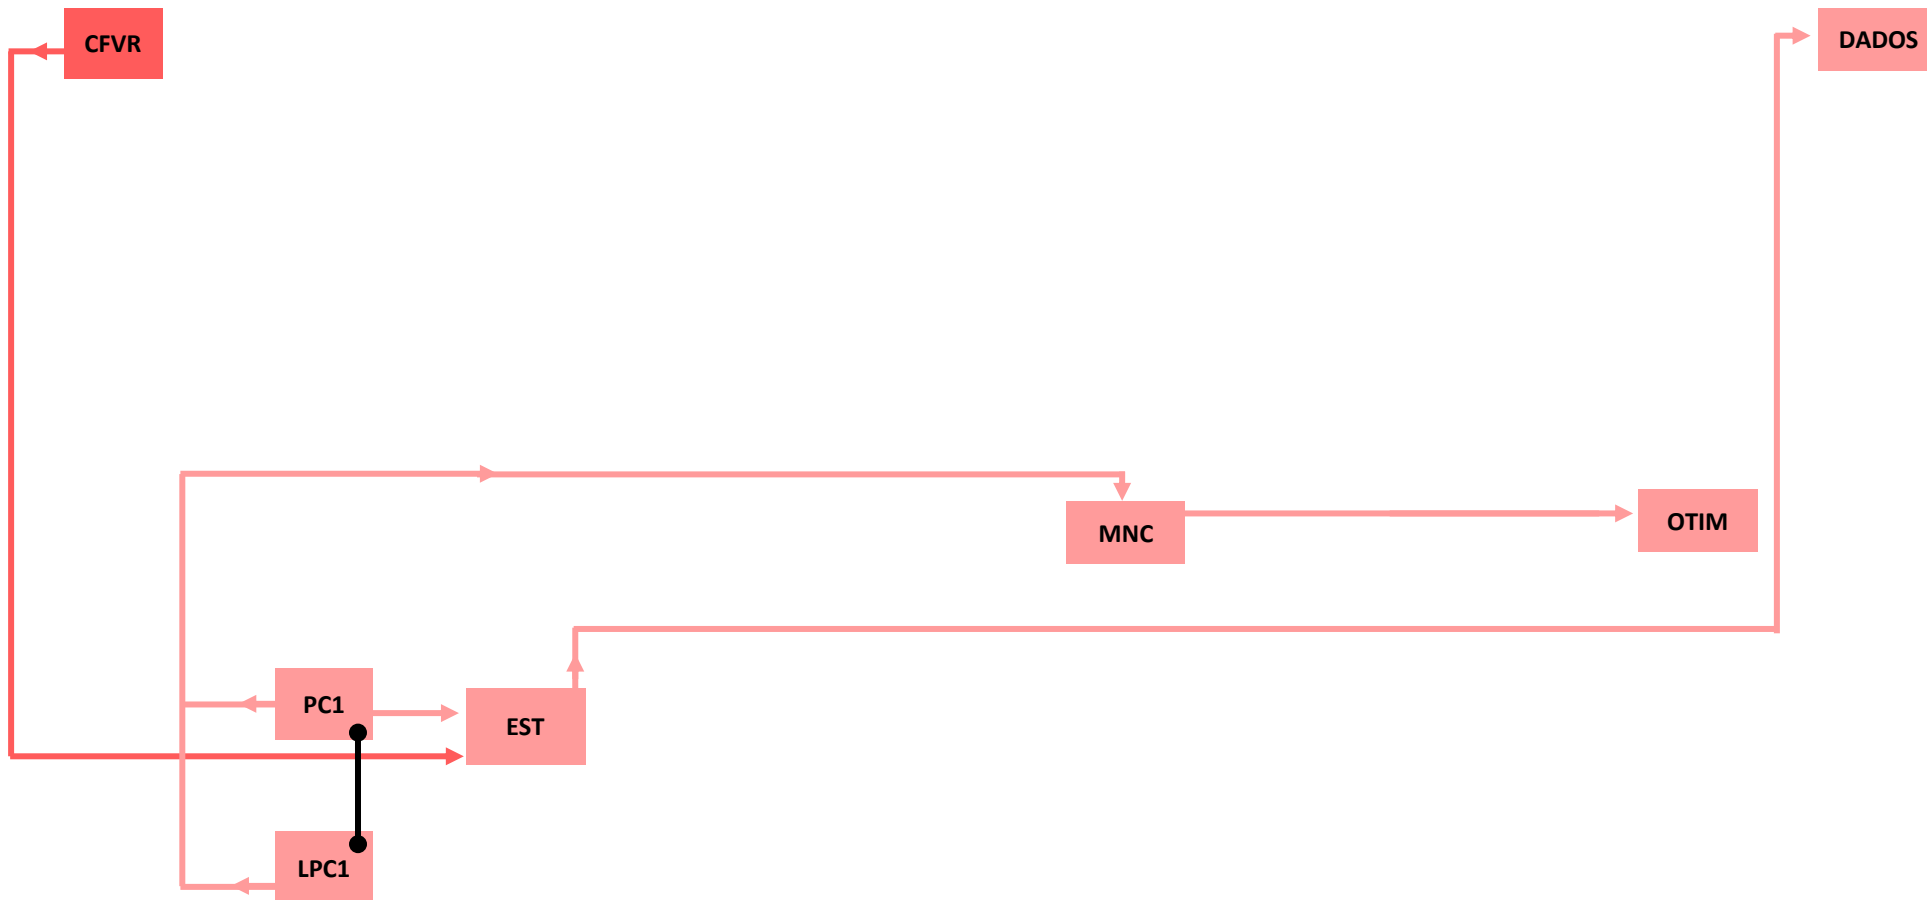 CFVR
DADOS
MNC
OTIM
PC1
EST
LPC1